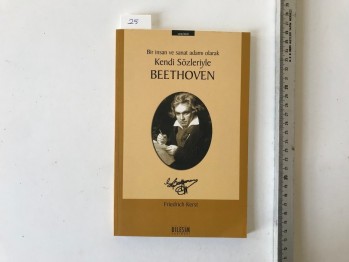 25
Bir insan ve sanat adamı olarak
Kendi Sözleriyle
BEETHOVEN
Friedrich Kerst